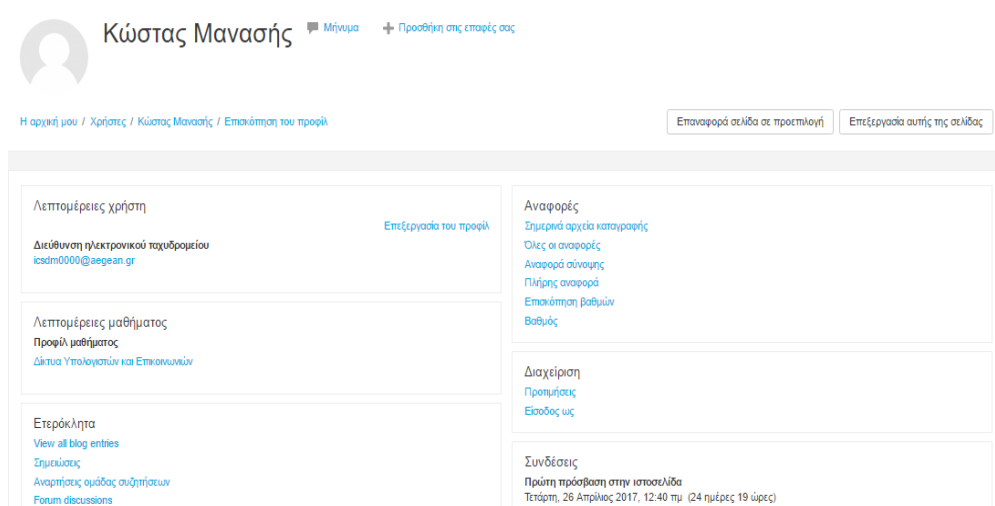 Κώστας Μανασής Μήνυμα Προσθήκη στις επαφές σας
Η αρχική μου / Χρήστες / Κώστας Μανασής / Επισκόπηση του προφίλ
Επαναφορά σελίδα σε προεπιλογή Επεξεργασία αυτής της σελίδας
Λεπτομέρειες χρήστη
Επεξεργασία του προφίλ
Διεύθυνση ηλεκτρονικού ταχυδρομείου
icsdm0000@aegean.gr
Λεπτομέρειες μαθήματος
Προφίλ μαθήματος
Δίκτυα Υπολογιστών και Επικοινωνιών
Ετερόκλητα
View all blog entries
Σημειώσεις
Αναρτήσεις ομάδας συζητήσεων
Forum discussions
Αναφορές
Σημερινά αρχεία καταγραφής
Όλες οι αναφορές
Αναφορά σύνοψης
Πλήρης αναφορά
Επισκόπηση βαθμών
Βαθμός
Διαχείριση
Προτιμήσεις
Είσοδος ως
Συνδέσεις
Πρώτη πρόσβαση στην ιστοσελίδα
Τετάρτη, 26 Απρίλιος 2017, 12:40 πμ (24 ημέρες 19 ώρες)